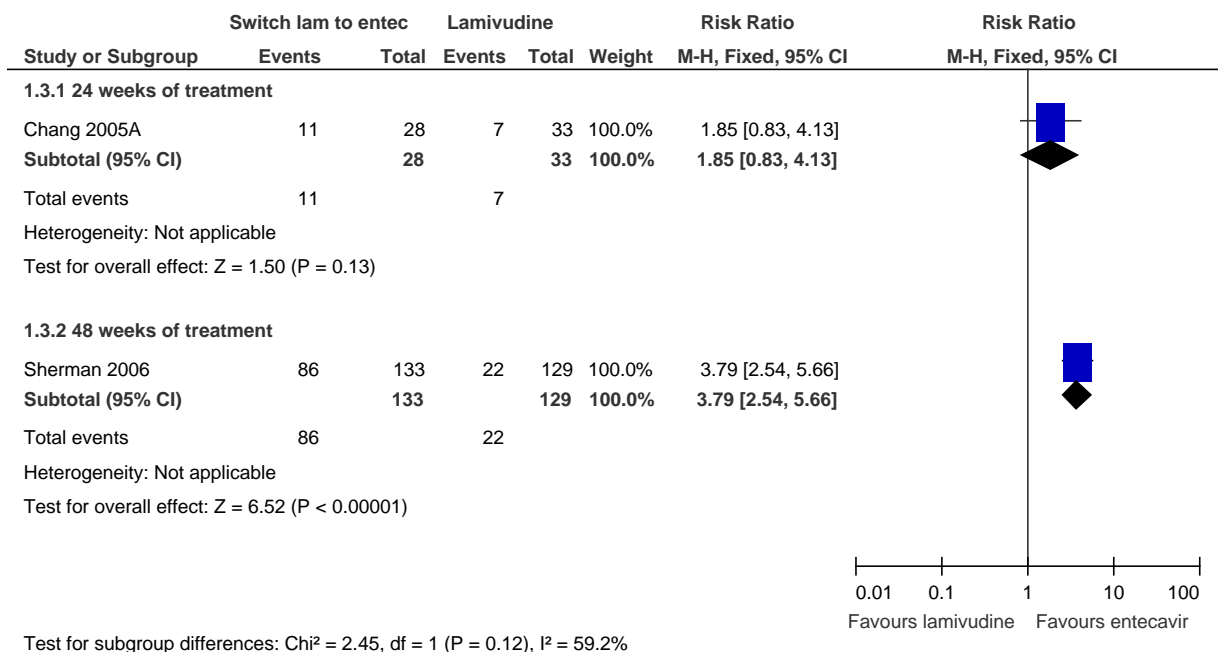 Switch lam to entec Lamivudine Risk Ratio Risk Ratio
Study or Subgroup Events Total Events Total Weight M-H, Fixed, 95% CI M-H, Fixed, 95% CI
1.3.1 24 weeks of treatment
Chang 2005A 11 28 7 33 100.0% 1.85 [0.83, 4.13]
Subtotal (95% CI) 28 33 100.0% 1.85 [0.83, 4.13]
Total events 11 7
Heterogeneity: Not applicable
Test for overall effect: Z = 1.50 (P = 0.13)
1.3.2 48 weeks of treatment
Sherman 2006 86 133 22 129 100.0% 3.79 [2.54, 5.66]
Subtotal (95% CI) 133 129 100.0% 3.79 [2.54, 5.66]
Total events 86 22
Heterogeneity: Not applicable
Test for overall effect: Z = 6.52 (P < 0.00001)
0.01 0.1 1 10 100
Favours lamivudine Favours entecavir
Test for subgroup differences: Chi² = 2.45, df = 1 (P = 0.12), I² = 59.2%